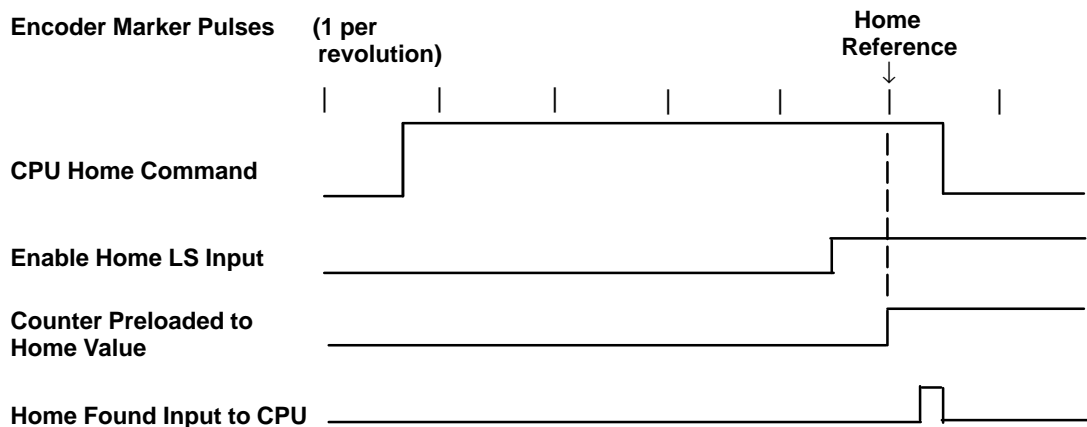 Encoder Marker Pulses
(1 per
revolution)
Home
Reference
CPU Home Command
Enable Home LS Input
Counter Preloaded to
Home Value
Home Found Input to CPU